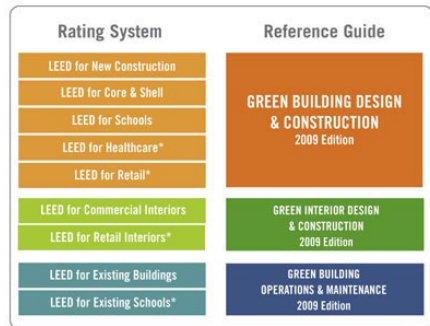 Rating System
Reference Guide
LEED for New Construction
LEED for Core & Shell
LEED for Schools
LEED for Healthcare*
LEED for Retail*
GREEN BUILDING DESIGN
& CONSTRUCTION
2009 Edition
LEED for Commercial Interiors
LEED for Retail Interiors*
GREEN INTERIOR DESIGN
& CONSTRUCTION
2009 Edition
LEED for Existing Buildings
LEED for Existing Schools*
GREEN BUILDING
OPERATIONS & MAINTENANCE
2009 Edition